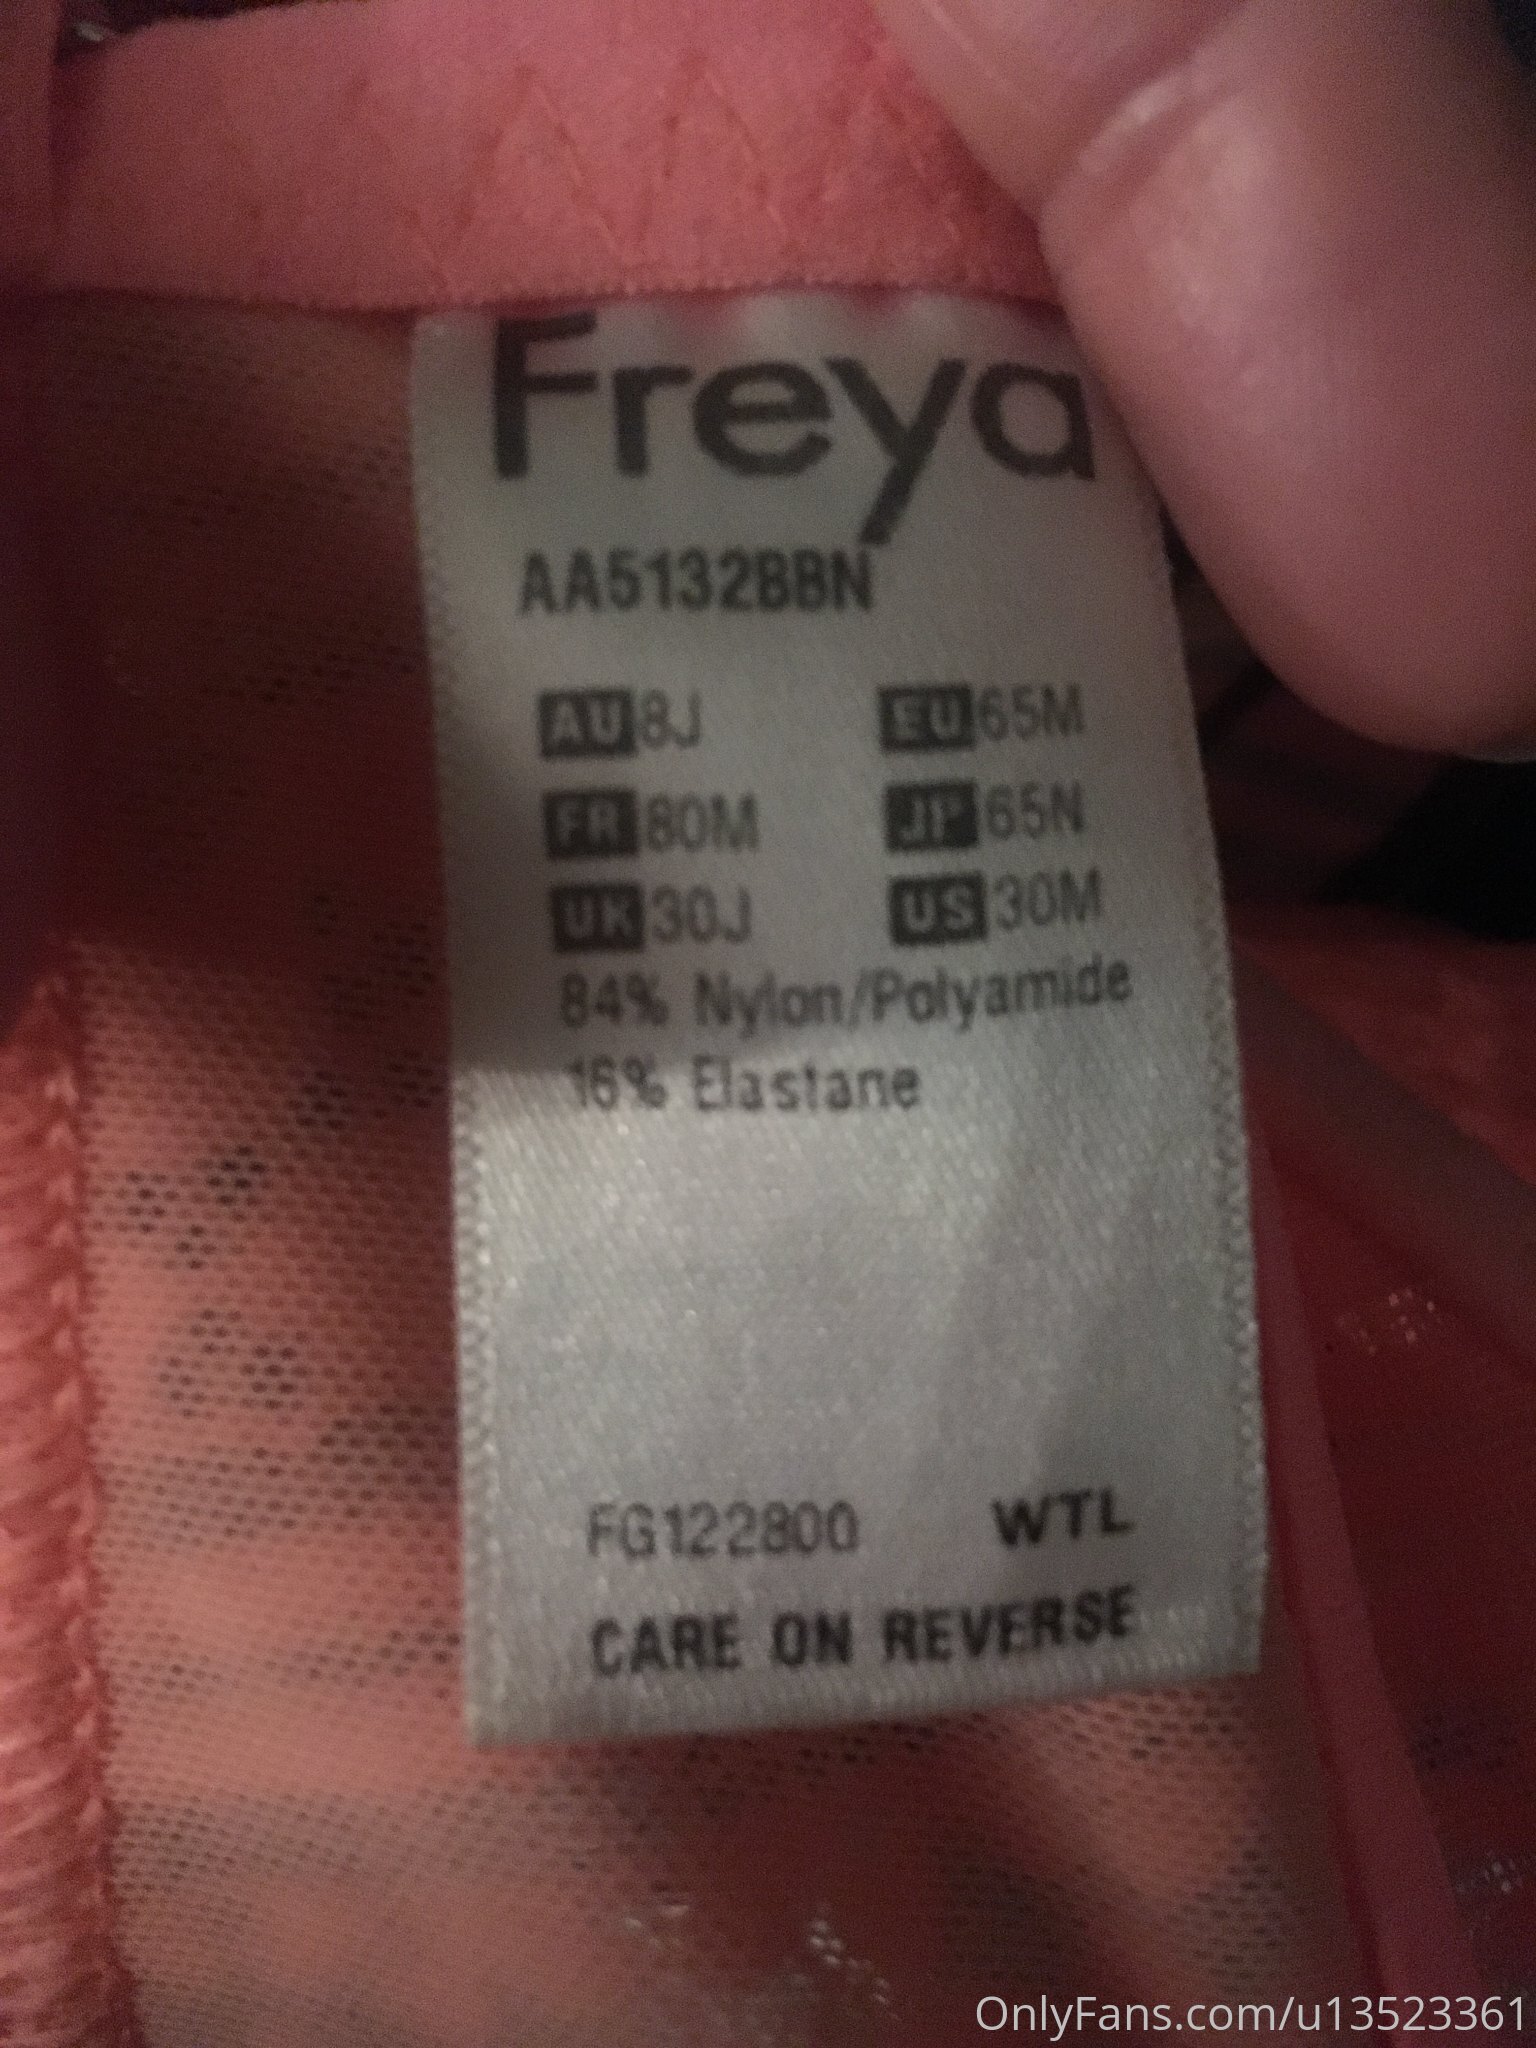 Freya
AA5132BBN
AU 8J EU 65M
FR 80M JP 65N
UK 30J US 30M
84% Nylon/Polyamide
16% Elastane
FG122800 WTL
CARE ON REVERSE
OnlyFans.com/u13523361